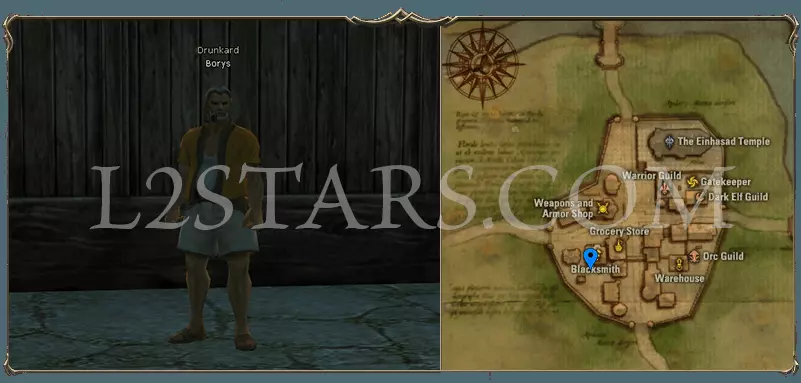 Drunkard
Borys
L2STARS.COM
The Einhasad Temple
Warrior Guild
Gatekeeper
Dark Elf Guild
Weapons and
Armor Shop
Grocery Store
Blacksmith
Orc Guild
Warehouse